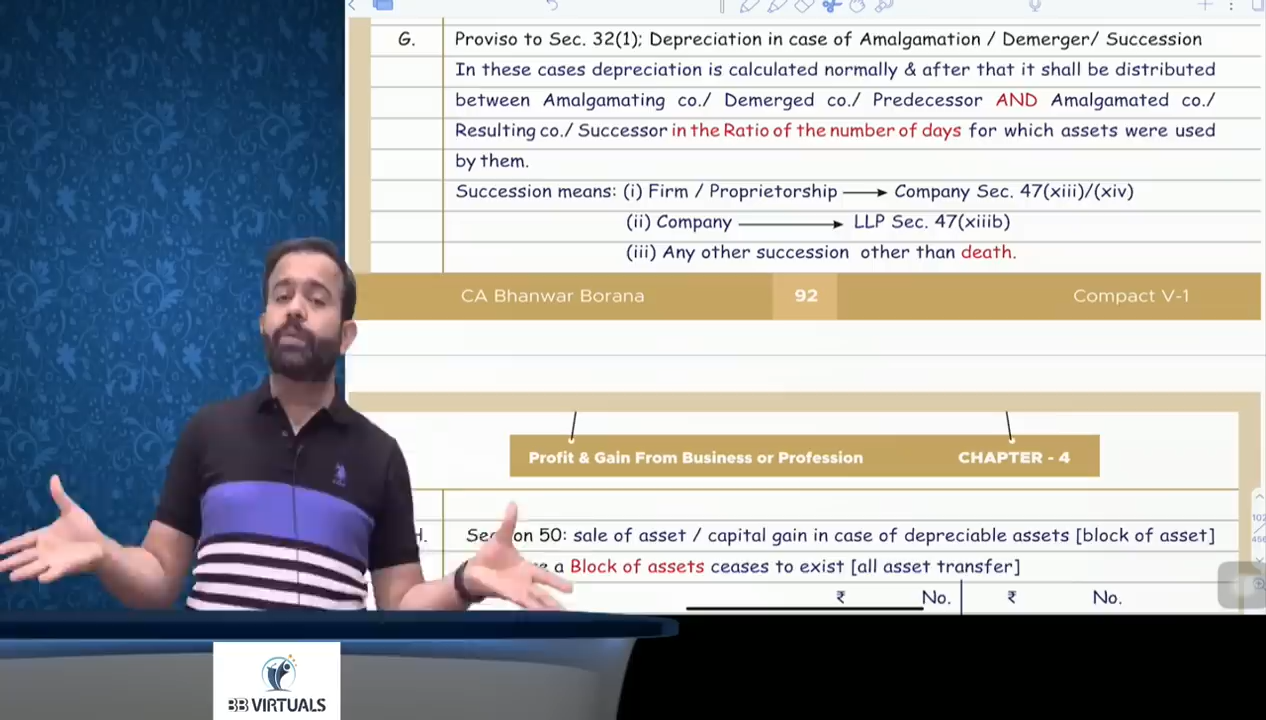 G. Proviso to Sec. 32(1); Depreciation in case of Amalgamation / Demerger/ Succession
In these cases depreciation is calculated normally & after that it shall be distributed
between Amalgamating co./ Demerged co./ Predecessor AND Amalgamated co./
Resulting co./ Successor in the Ratio of the number of days for which assets were used
by them.
Succession means: (i) Firm / Proprietorship → Company Sec. 47(xiii)/(xiv)
(ii) Company → LLP Sec. 47(xiiib)
(iii) Any other succession other than death.
CA Bhanwar Borana 92 Compact V-1
Profit & Gain From Business or Profession CHAPTER - 4
50: sale of asset / capital gain in case of depreciable assets [block of asset]
a Block of assets ceases to exist [all asset transfer]
₹ No. ₹ No.
BB VIRTUALS